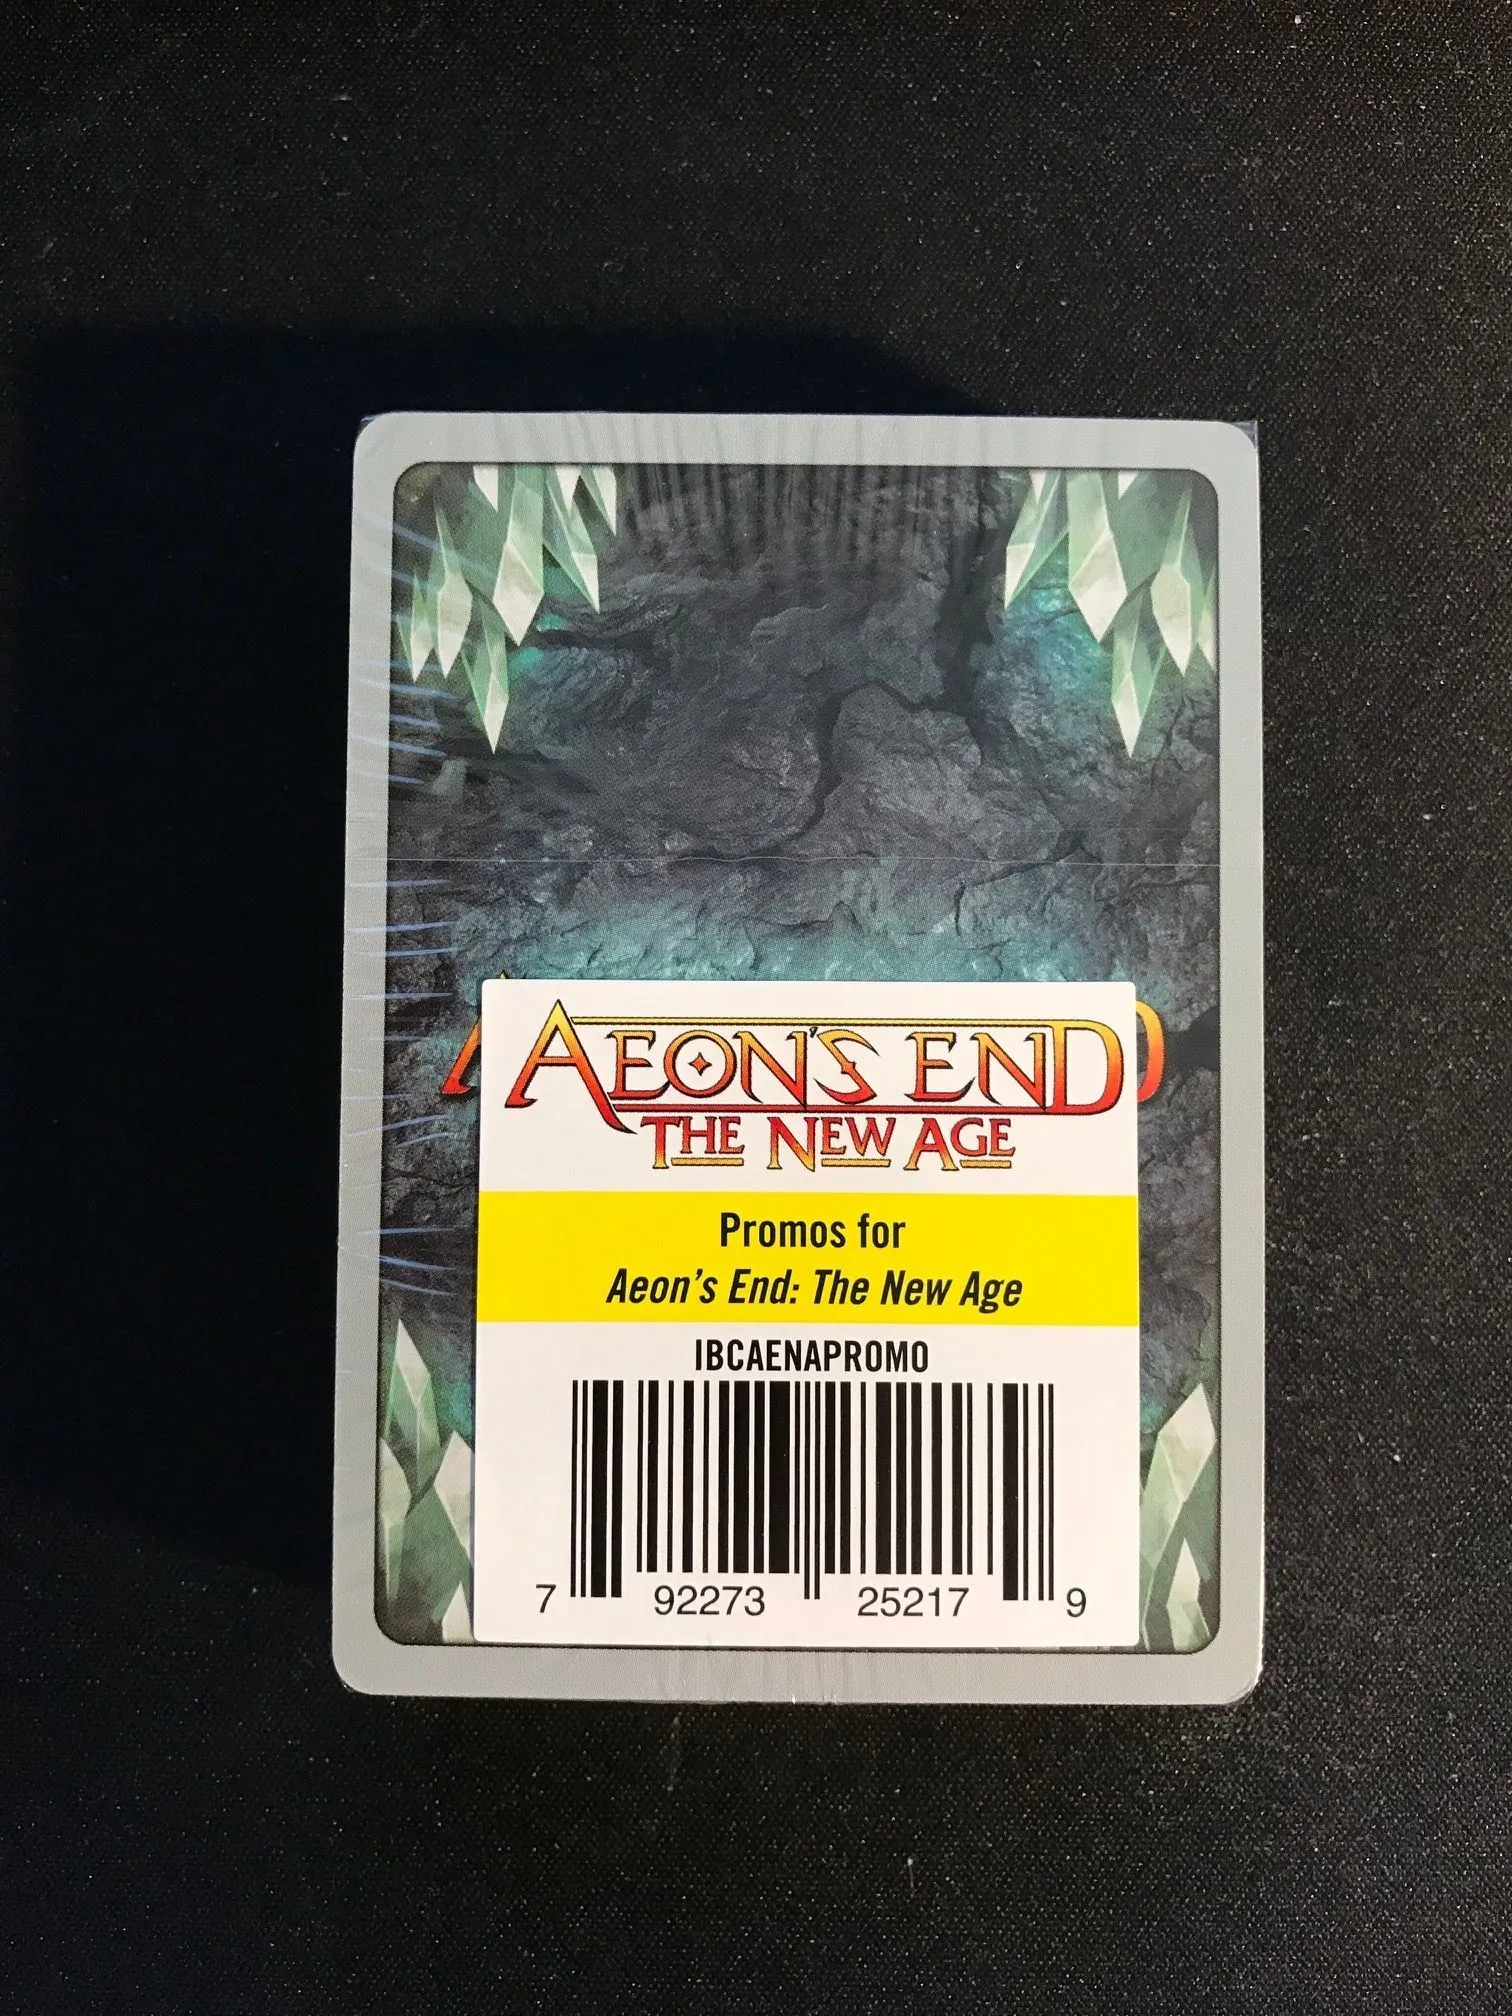 AEON'S END
THE NEW AGE
Promos for
Aeon's End: The New Age
IBCAENAPROMO
7 92273 25217 9